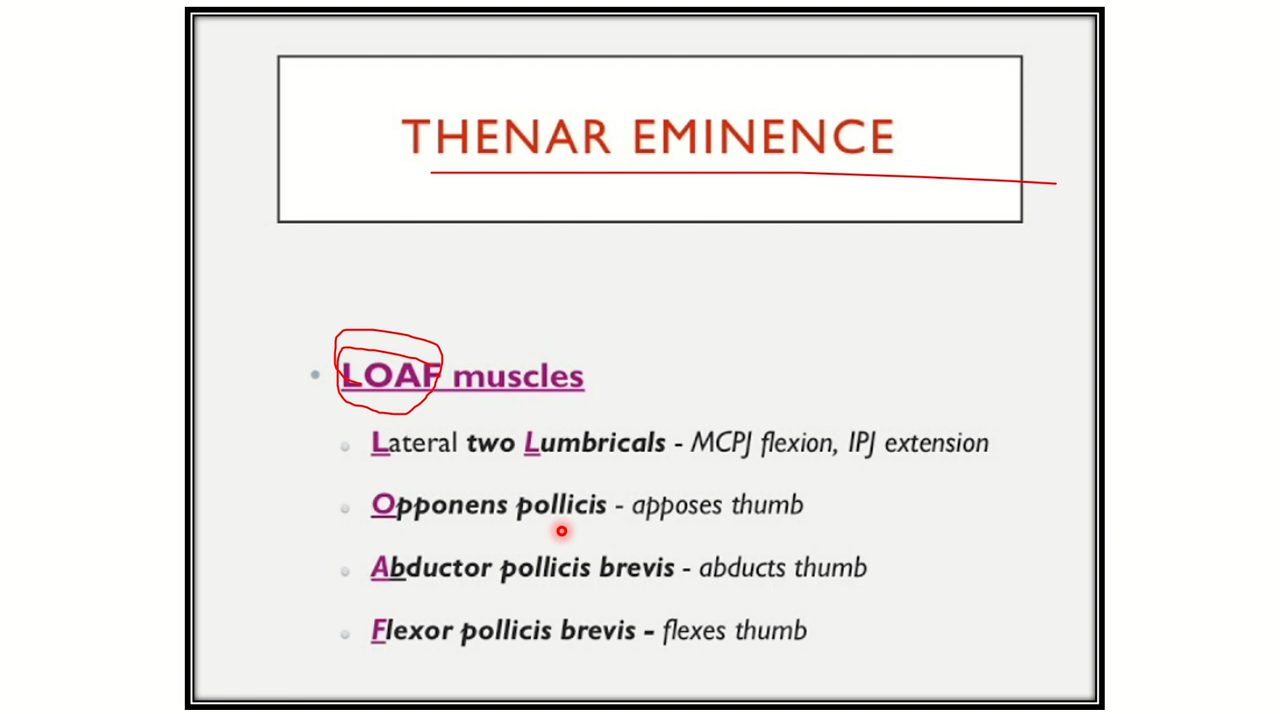 THENAR EMINENCE
LOAF muscles
Lateral two Lumbricals - MCPJ flexion, IPJ extension
Opponens pollicis - apposes thumb
Abductor pollicis brevis - abducts thumb
Flexor pollicis brevis - flexes thumb